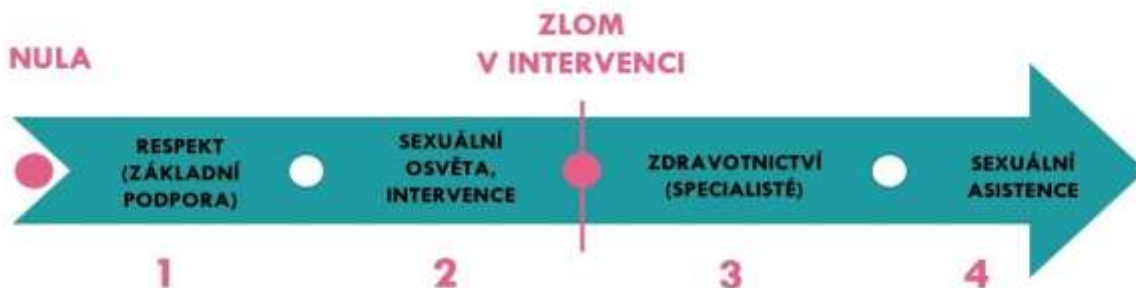 NULA
ZLOM
V INTERVENCI
RESPEKT
(ZÁKLADNÍ
PODPORA)
SEXUÁLNÍ
OSVĚTA,
INTERVENCE
ZDRAVOTNICTVÍ
(SPECIALISTÉ)
SEXUÁLNÍ
ASISTENCE
1
2
3
4